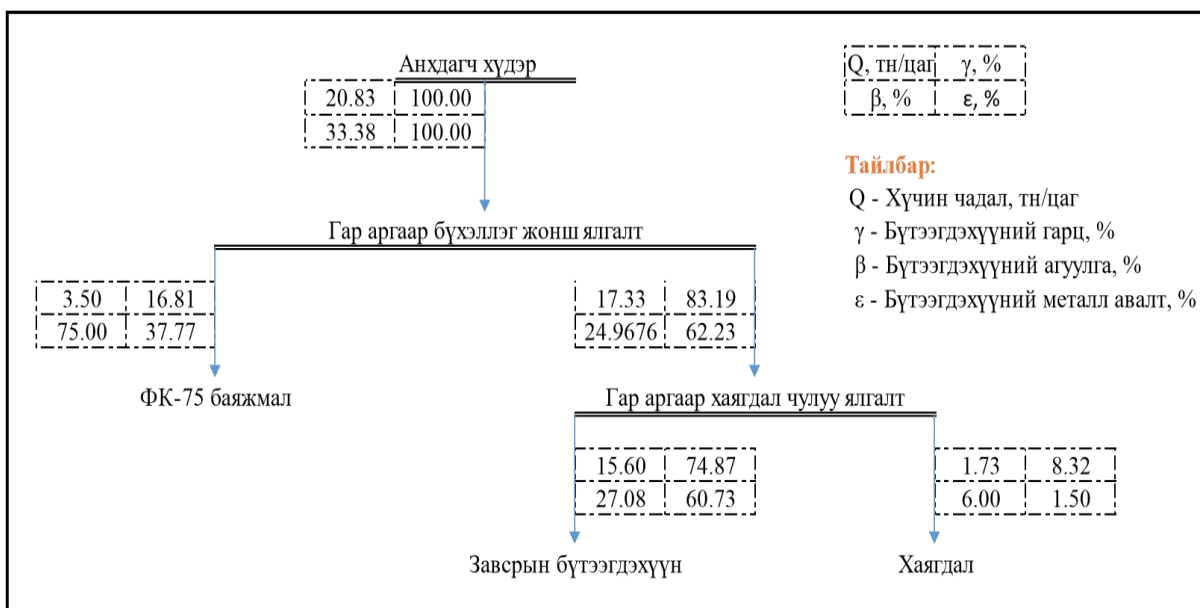 Анхдагч хүдэр
20.83 100.00
33.38 100.00
Q, тн/цаг γ, %
β, % ε, %
Тайлбар:
Q - Хүчин чадал, тн/цаг
γ - Бүтээгдэхүүний гарц, %
β - Бүтээгдэхүүний агуулга, %
ε - Бүтээгдэхүүний металл авалт, %
Гар аргаар бүхэллэг жонш ялгалт
3.50 16.81
75.00 37.77
17.33 83.19
24.9676 62.23
ФК-75 баяжмал
Гар аргаар хаягдал чулуу ялгалт
15.60 74.87
27.08 60.73
1.73 8.32
6.00 1.50
Завсрын бүтээгдэхүүн
Хаягдал